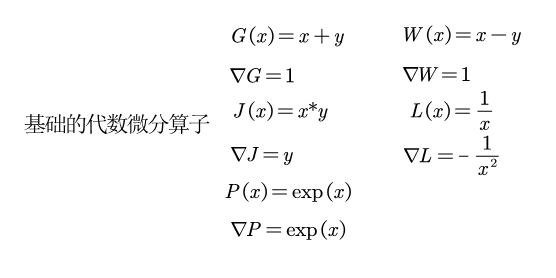 G(x)=x+y W(x)=x−y
∇G=1 ∇W=1
基础的代数微分算子 J(x)=x*y L(x)=1/x
∇J=y ∇L=−1/x²
P(x)=exp(x)
∇P=exp(x)